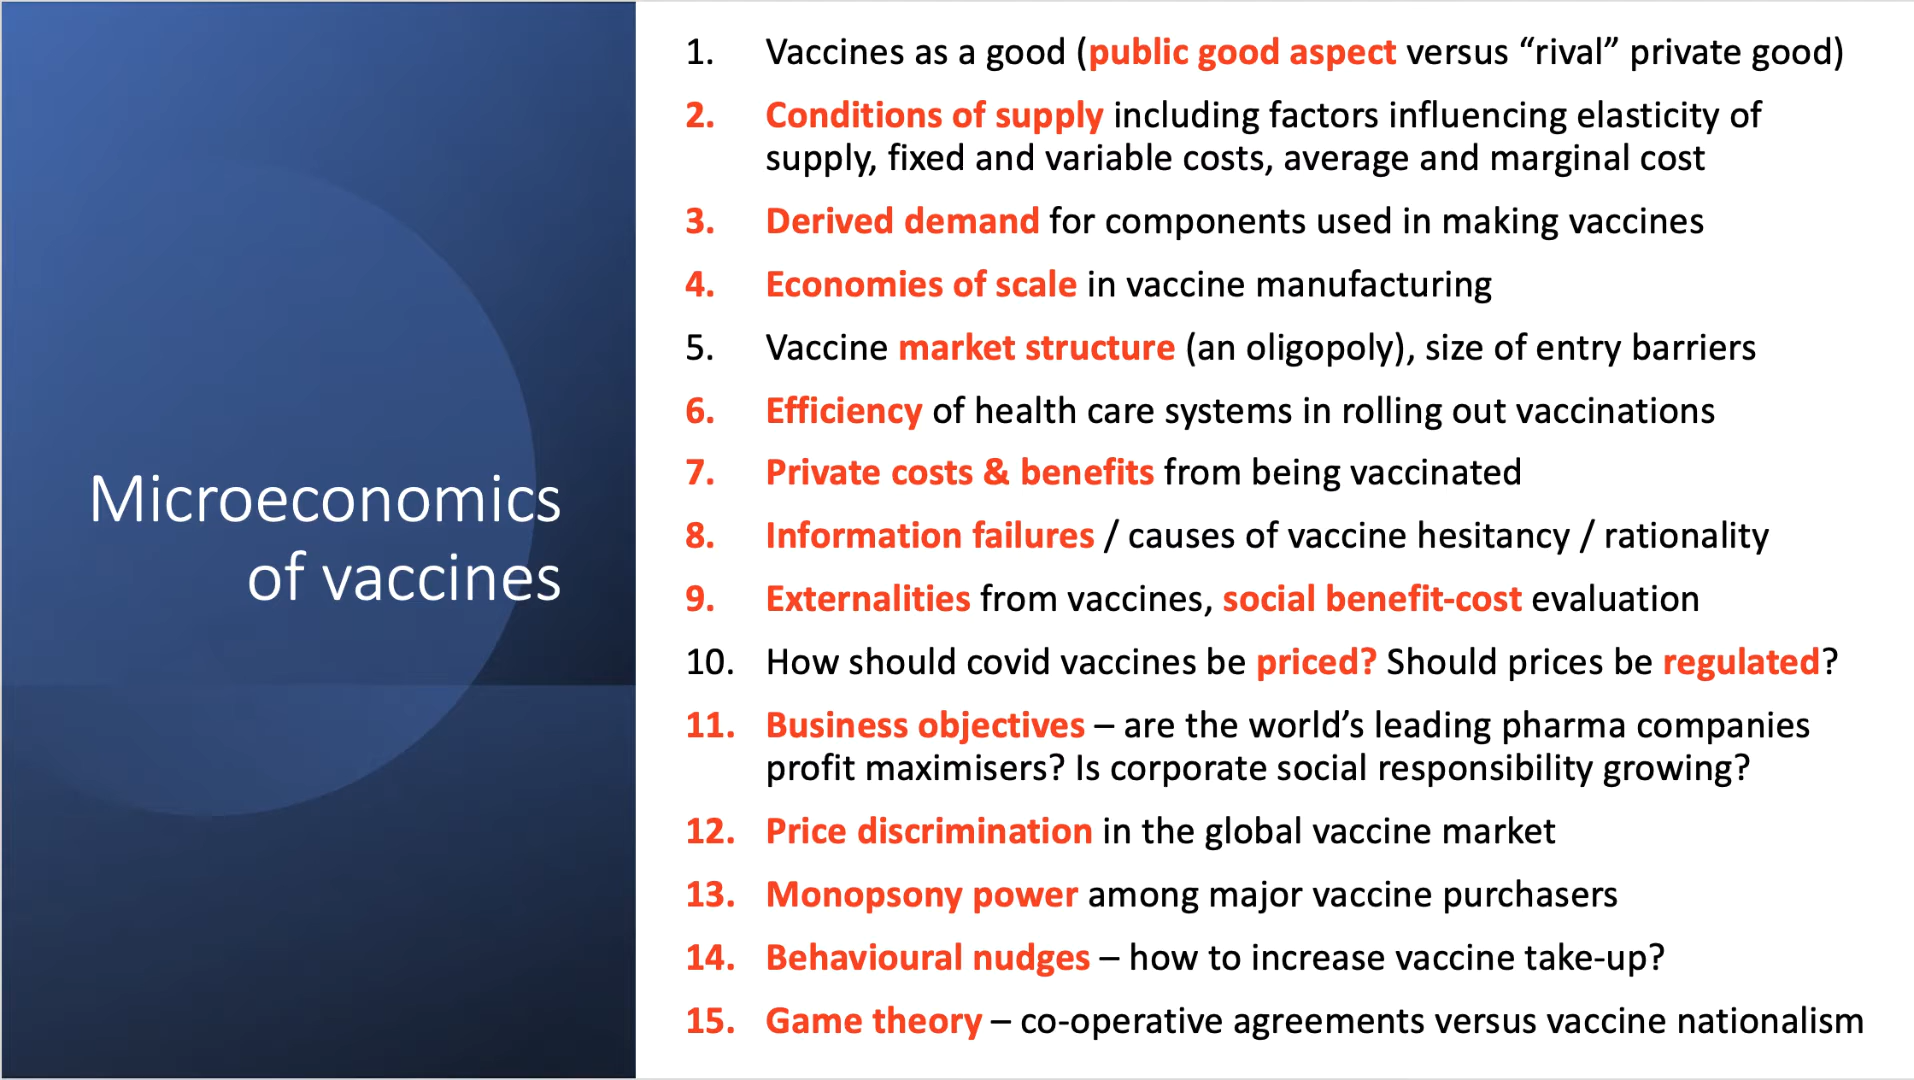 Microeconomics
of vaccines
1. Vaccines as a good (public good aspect versus “rival” private good)
2. Conditions of supply including factors influencing elasticity of
supply, fixed and variable costs, average and marginal cost
3. Derived demand for components used in making vaccines
4. Economies of scale in vaccine manufacturing
5. Vaccine market structure (an oligopoly), size of entry barriers
6. Efficiency of health care systems in rolling out vaccinations
7. Private costs & benefits from being vaccinated
8. Information failures / causes of vaccine hesitancy / rationality
9. Externalities from vaccines, social benefit-cost evaluation
10. How should covid vaccines be priced? Should prices be regulated?
11. Business objectives – are the world’s leading pharma companies
profit maximisers? Is corporate social responsibility growing?
12. Price discrimination in the global vaccine market
13. Monopsony power among major vaccine purchasers
14. Behavioural nudges – how to increase vaccine take-up?
15. Game theory – co-operative agreements versus vaccine nationalism